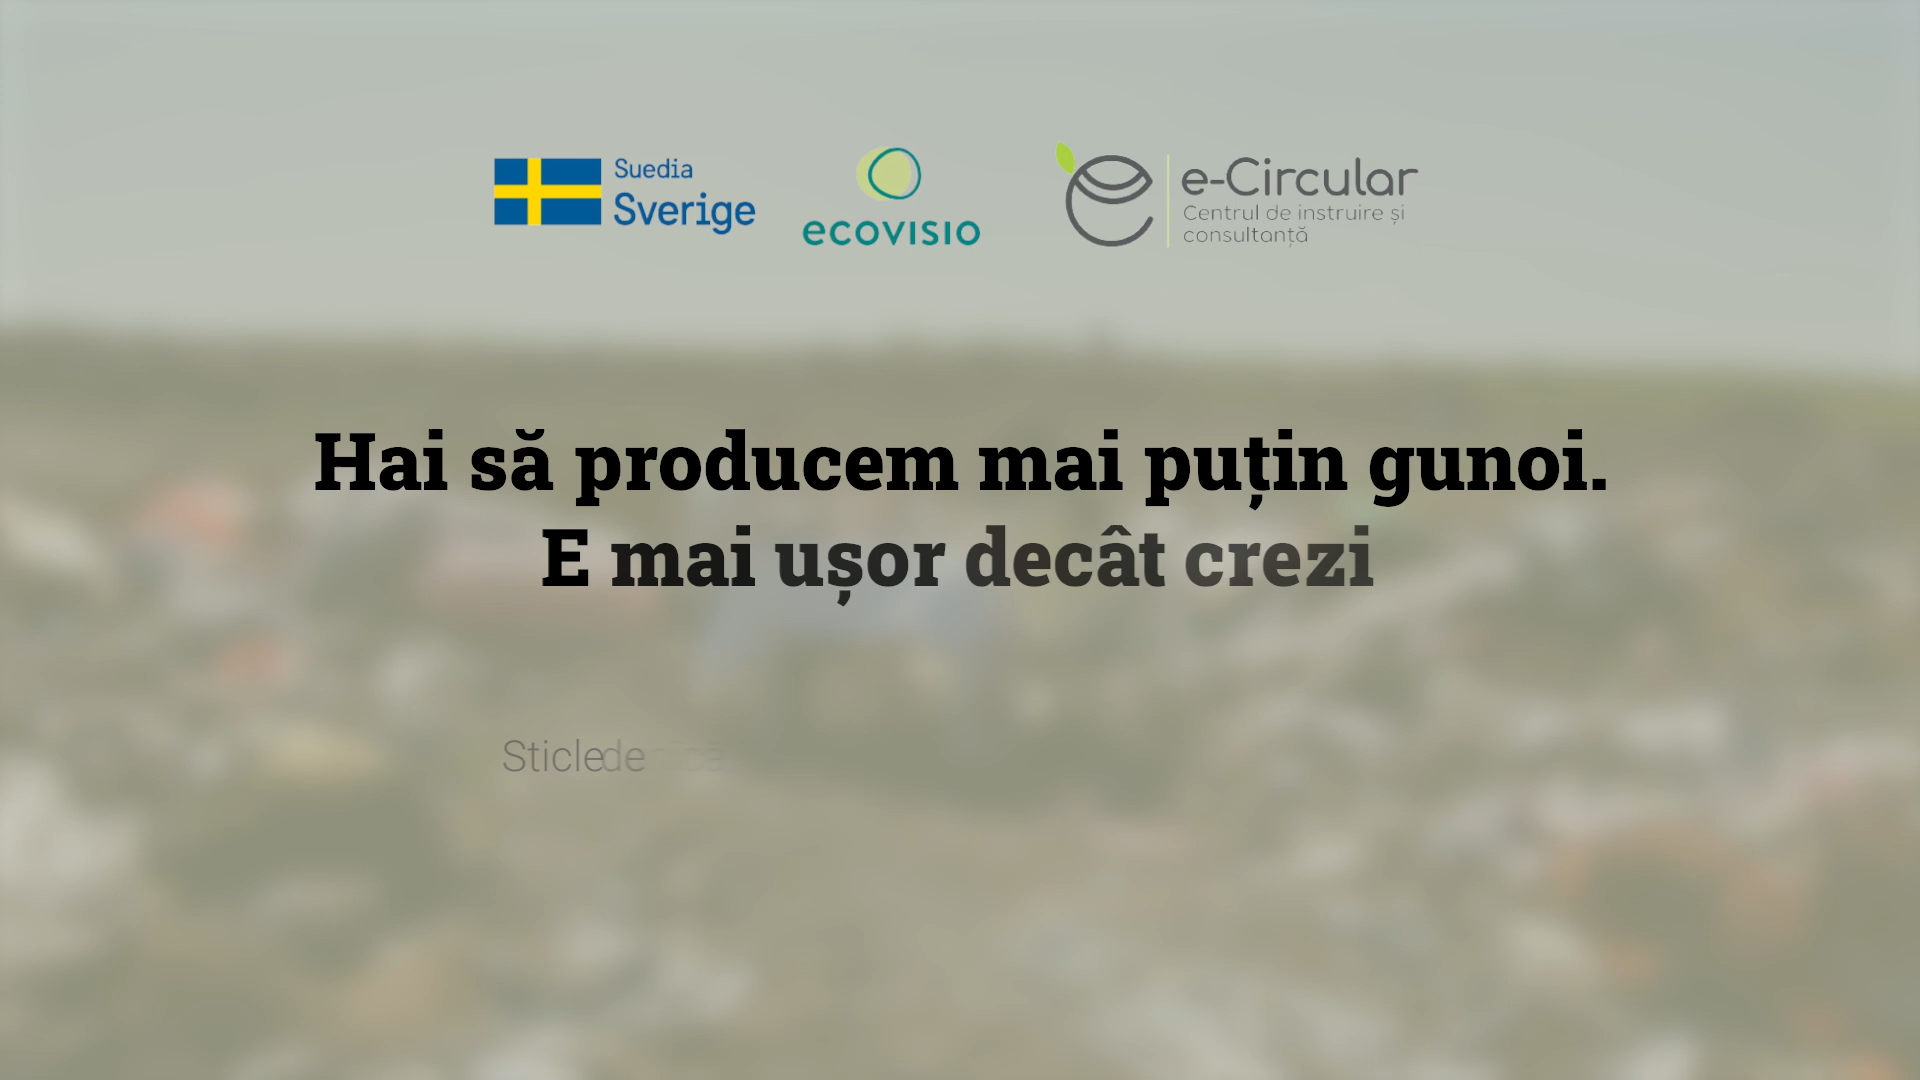 Suedia
Sverige
ecovisio
e-Circular
Centrul de instruire și
consultanță
Hai să producem mai puțin gunoi.
E mai ușor decât crezi
Sticle de